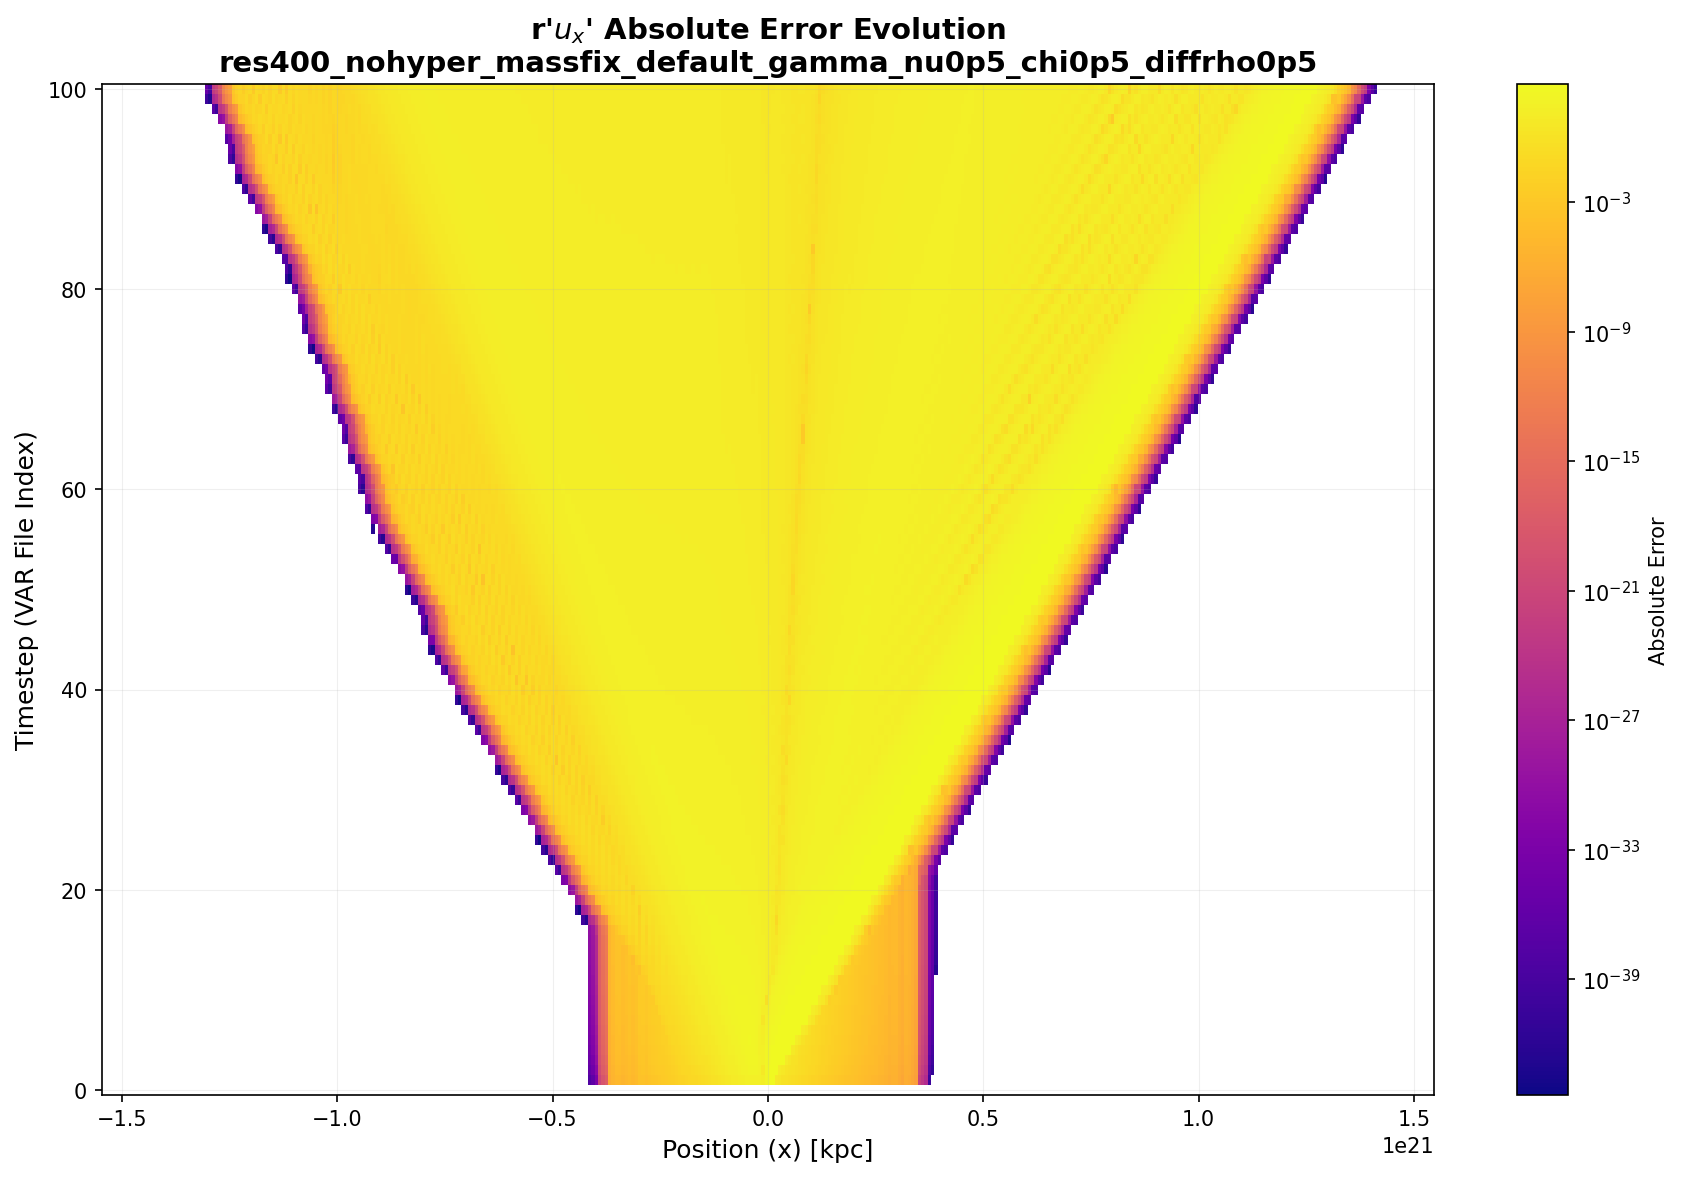 r'$u_x$' Absolute Error Evolution
res400_nohyper_massfix_default_gamma_nu0p5_chi0p5_diffrho0p5
100
80
60
40
20
0
Timestep (VAR File Index)
−1.5 −1.0 −0.5 0.0 0.5 1.0 1.5
1e21
Position (x) [kpc]
10⁻³
10⁻⁹
10⁻¹⁵
10⁻²¹
10⁻²⁷
10⁻³³
10⁻³⁹
Absolute Error